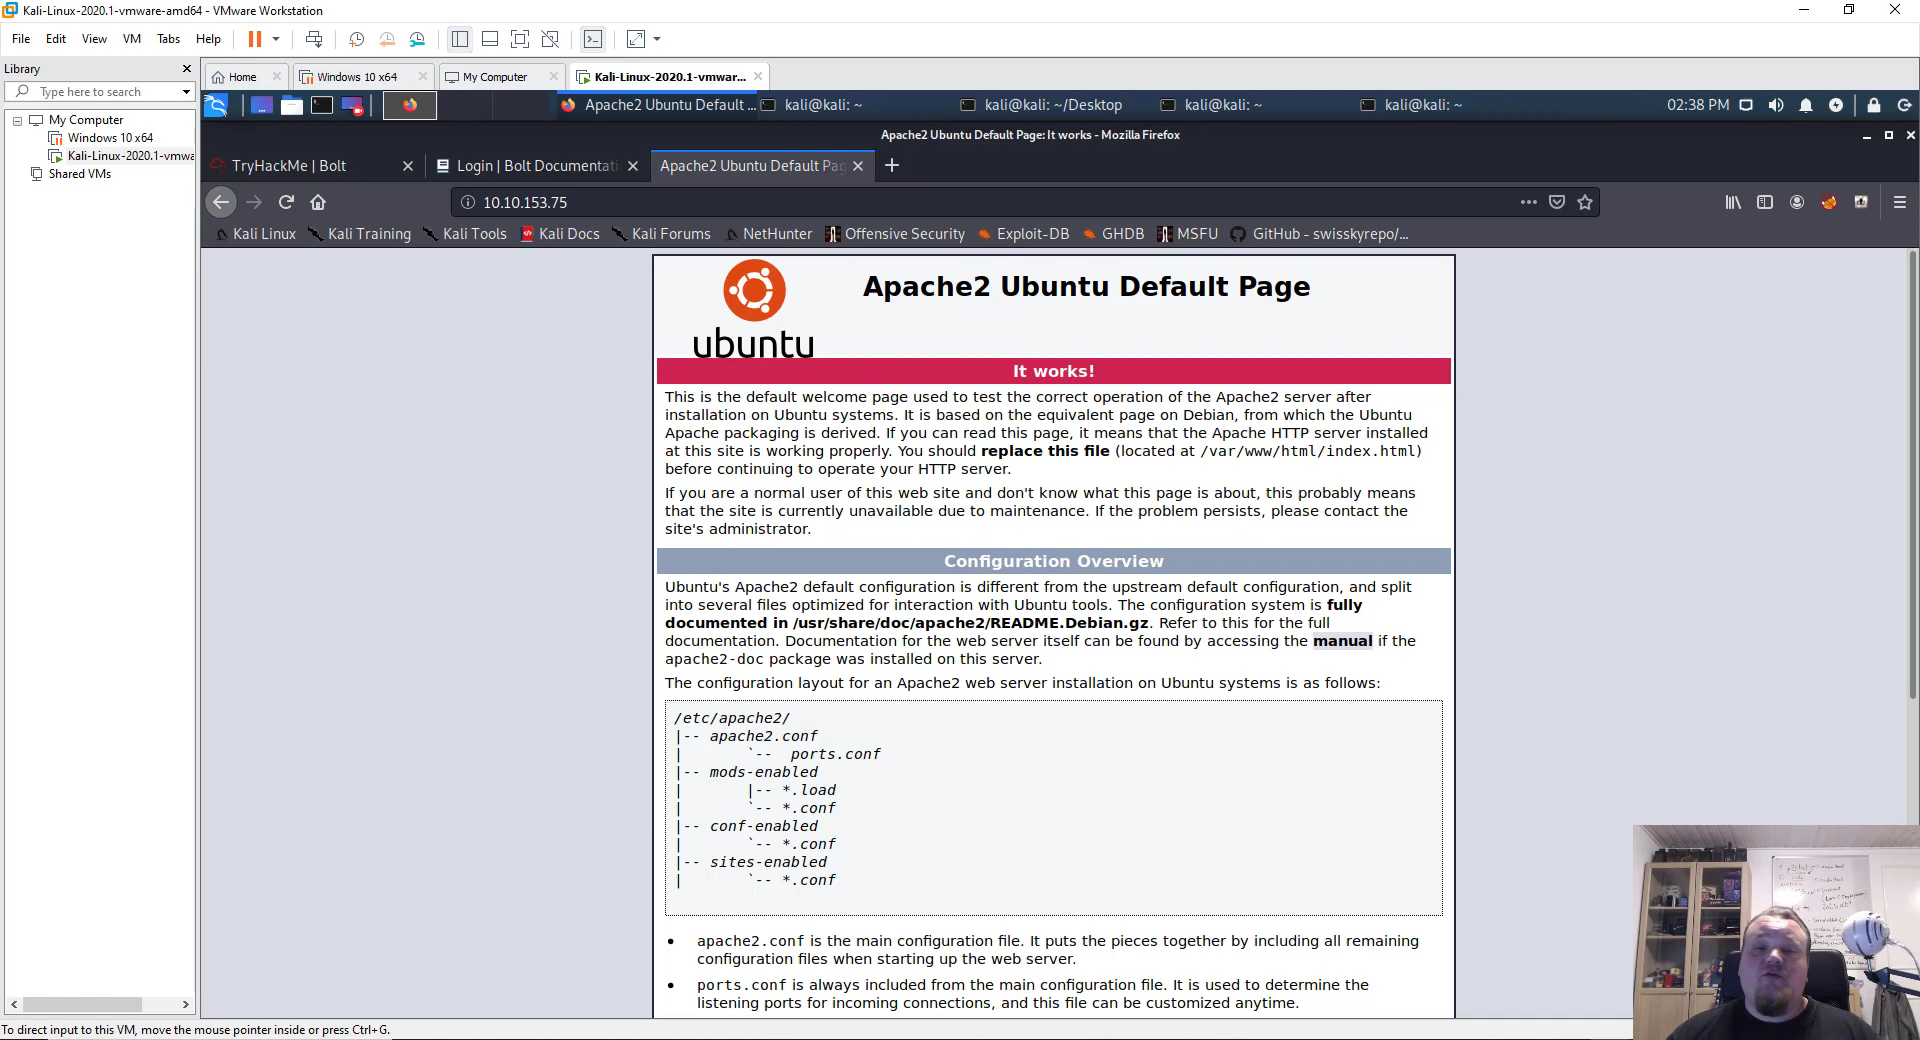 Kali-Linux-2020.1-vmware-amd64 - VMware Workstation
File Edit View VM Tabs Help
Library
Type here to search
My Computer
Windows 10 x64
Kali-Linux-2020.1-vmwa
Shared VMs
Home Windows 10 x64 My Computer Kali-Linux-2020.1-vmwar...
Apache2 Ubuntu Default ... kali@kali: ~ kali@kali: ~/Desktop kali@kali: ~ kali@kali: ~ 02:38 PM
Apache2 Ubuntu Default Page: It works - Mozilla Firefox
TryHackMe | Bolt Login | Bolt Documentati Apache2 Ubuntu Default Pag
10.10.153.75
Kali Linux Kali Training Kali Tools Kali Docs Kali Forums NetHunter Offensive Security Exploit-DB GHDB MSFU GitHub - swisskyrepo/...
ubuntu
Apache2 Ubuntu Default Page
It works!
This is the default welcome page used to test the correct operation of the Apache2 server after
installation on Ubuntu systems. It is based on the equivalent page on Debian, from which the Ubuntu
Apache packaging is derived. If you can read this page, it means that the Apache HTTP server installed
at this site is working properly. You should replace this file (located at /var/www/html/index.html)
before continuing to operate your HTTP server.
If you are a normal user of this web site and don't know what this page is about, this probably means
that the site is currently unavailable due to maintenance. If the problem persists, please contact the
site's administrator.
Configuration Overview
Ubuntu's Apache2 default configuration is different from the upstream default configuration, and split
into several files optimized for interaction with Ubuntu tools. The configuration system is fully
documented in /usr/share/doc/apache2/README.Debian.gz. Refer to this for the full
documentation. Documentation for the web server itself can be found by accessing the manual if the
apache2-doc package was installed on this server.
The configuration layout for an Apache2 web server installation on Ubuntu systems is as follows:
/etc/apache2/
|-- apache2.conf
|       `--  ports.conf
|-- mods-enabled
|       |-- *.load
|       `-- *.conf
|-- conf-enabled
|       `-- *.conf
|-- sites-enabled
|       `-- *.conf
• apache2.conf is the main configuration file. It puts the pieces together by including all remaining
configuration files when starting up the web server.
• ports.conf is always included from the main configuration file. It is used to determine the
listening ports for incoming connections, and this file can be customized anytime.
To direct input to this VM, move the mouse pointer inside or press Ctrl+G.